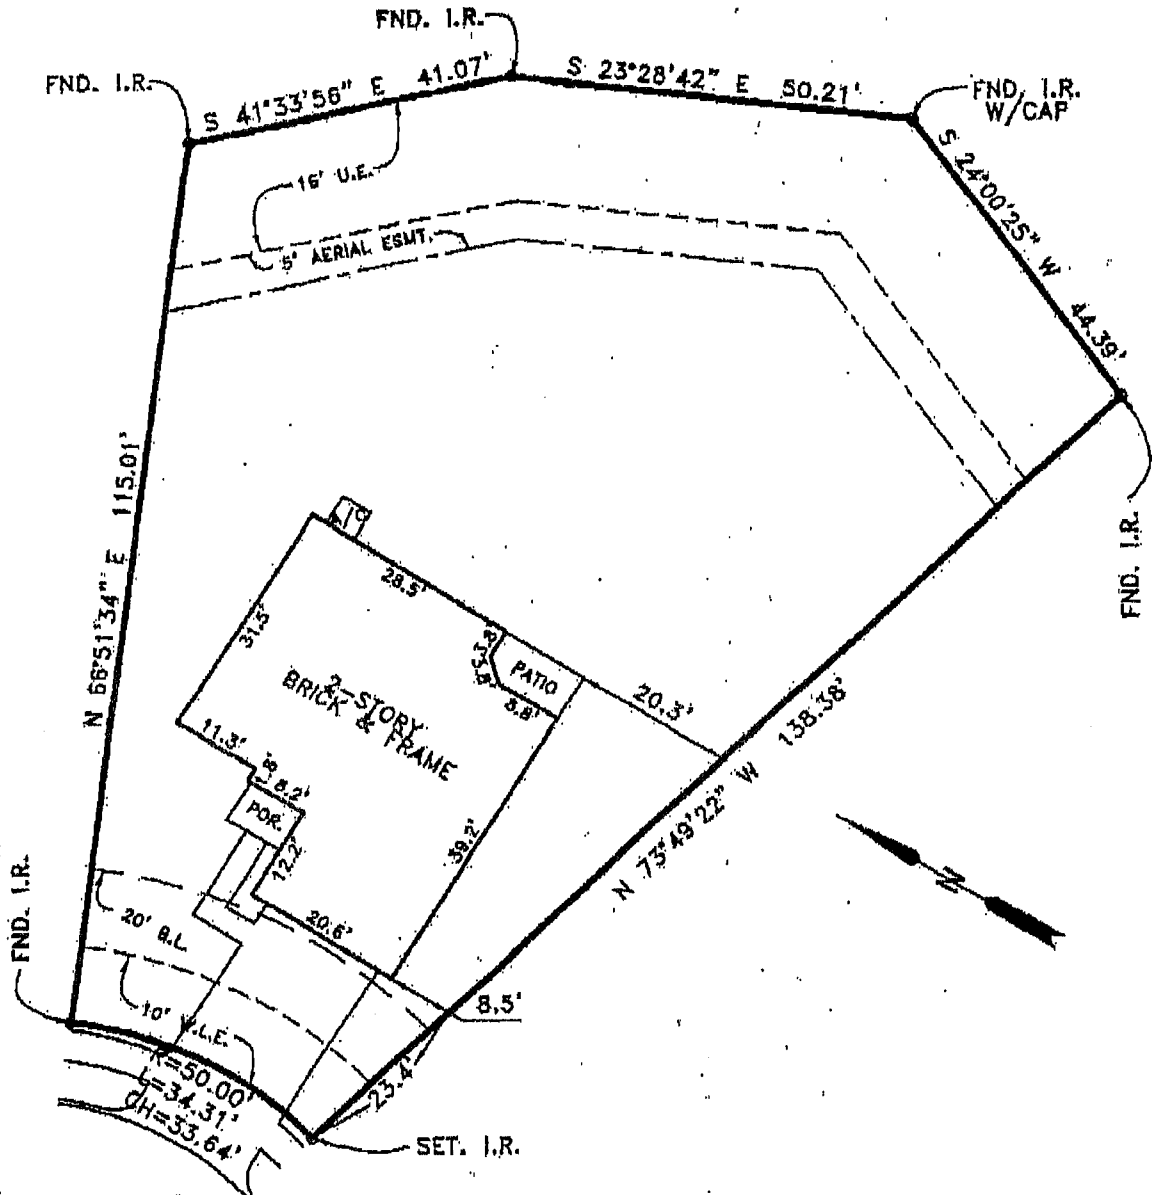 FND. I.R.
FND. I.R.
S 41°33'56" E 41.07'
S 23°28'42" E 50.21'
FND. I.R.
W/CAP
S 24°00'25" W 44.39'
16' U.E.
5' AERIAL ESMT.
N 66°51'34" E 115.01'
FND. I.R.
28.5'
31.5'
3.8'
PATIO
8.8'
20.3'
2-STORY
BRICK & FRAME
138.38'
N 73°49'22" W
11.3'
8.2'
POR.
12.2'
39.2'
N
FND. I.R.
20' B.L.
20.6'
8.5'
10' W.L.E.
23.4'
R=50.00'
L=34.31'
CH=33.64'
SET. I.R.